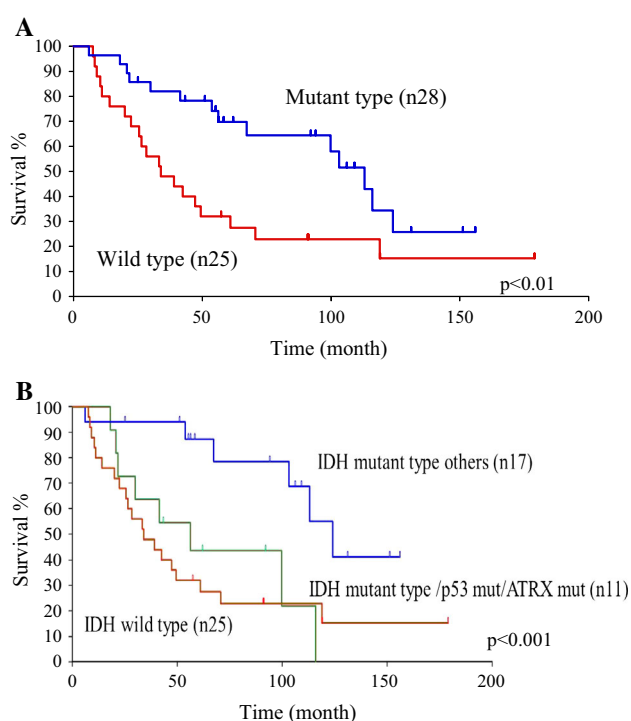 A
100
90
80
70
60
50
40
30
20
10
0
Survival %
Mutant type (n28)
Wild type (n25)
p<0.01
0
50
100
150
200
Time (month)
B
100
90
80
70
60
50
40
30
20
10
0
Survival %
IDH mutant type others (n17)
IDH mutant type /p53 mut/ATRX mut (n11)
IDH wild type (n25)
p<0.001
0
50
100
150
200
Time (month)